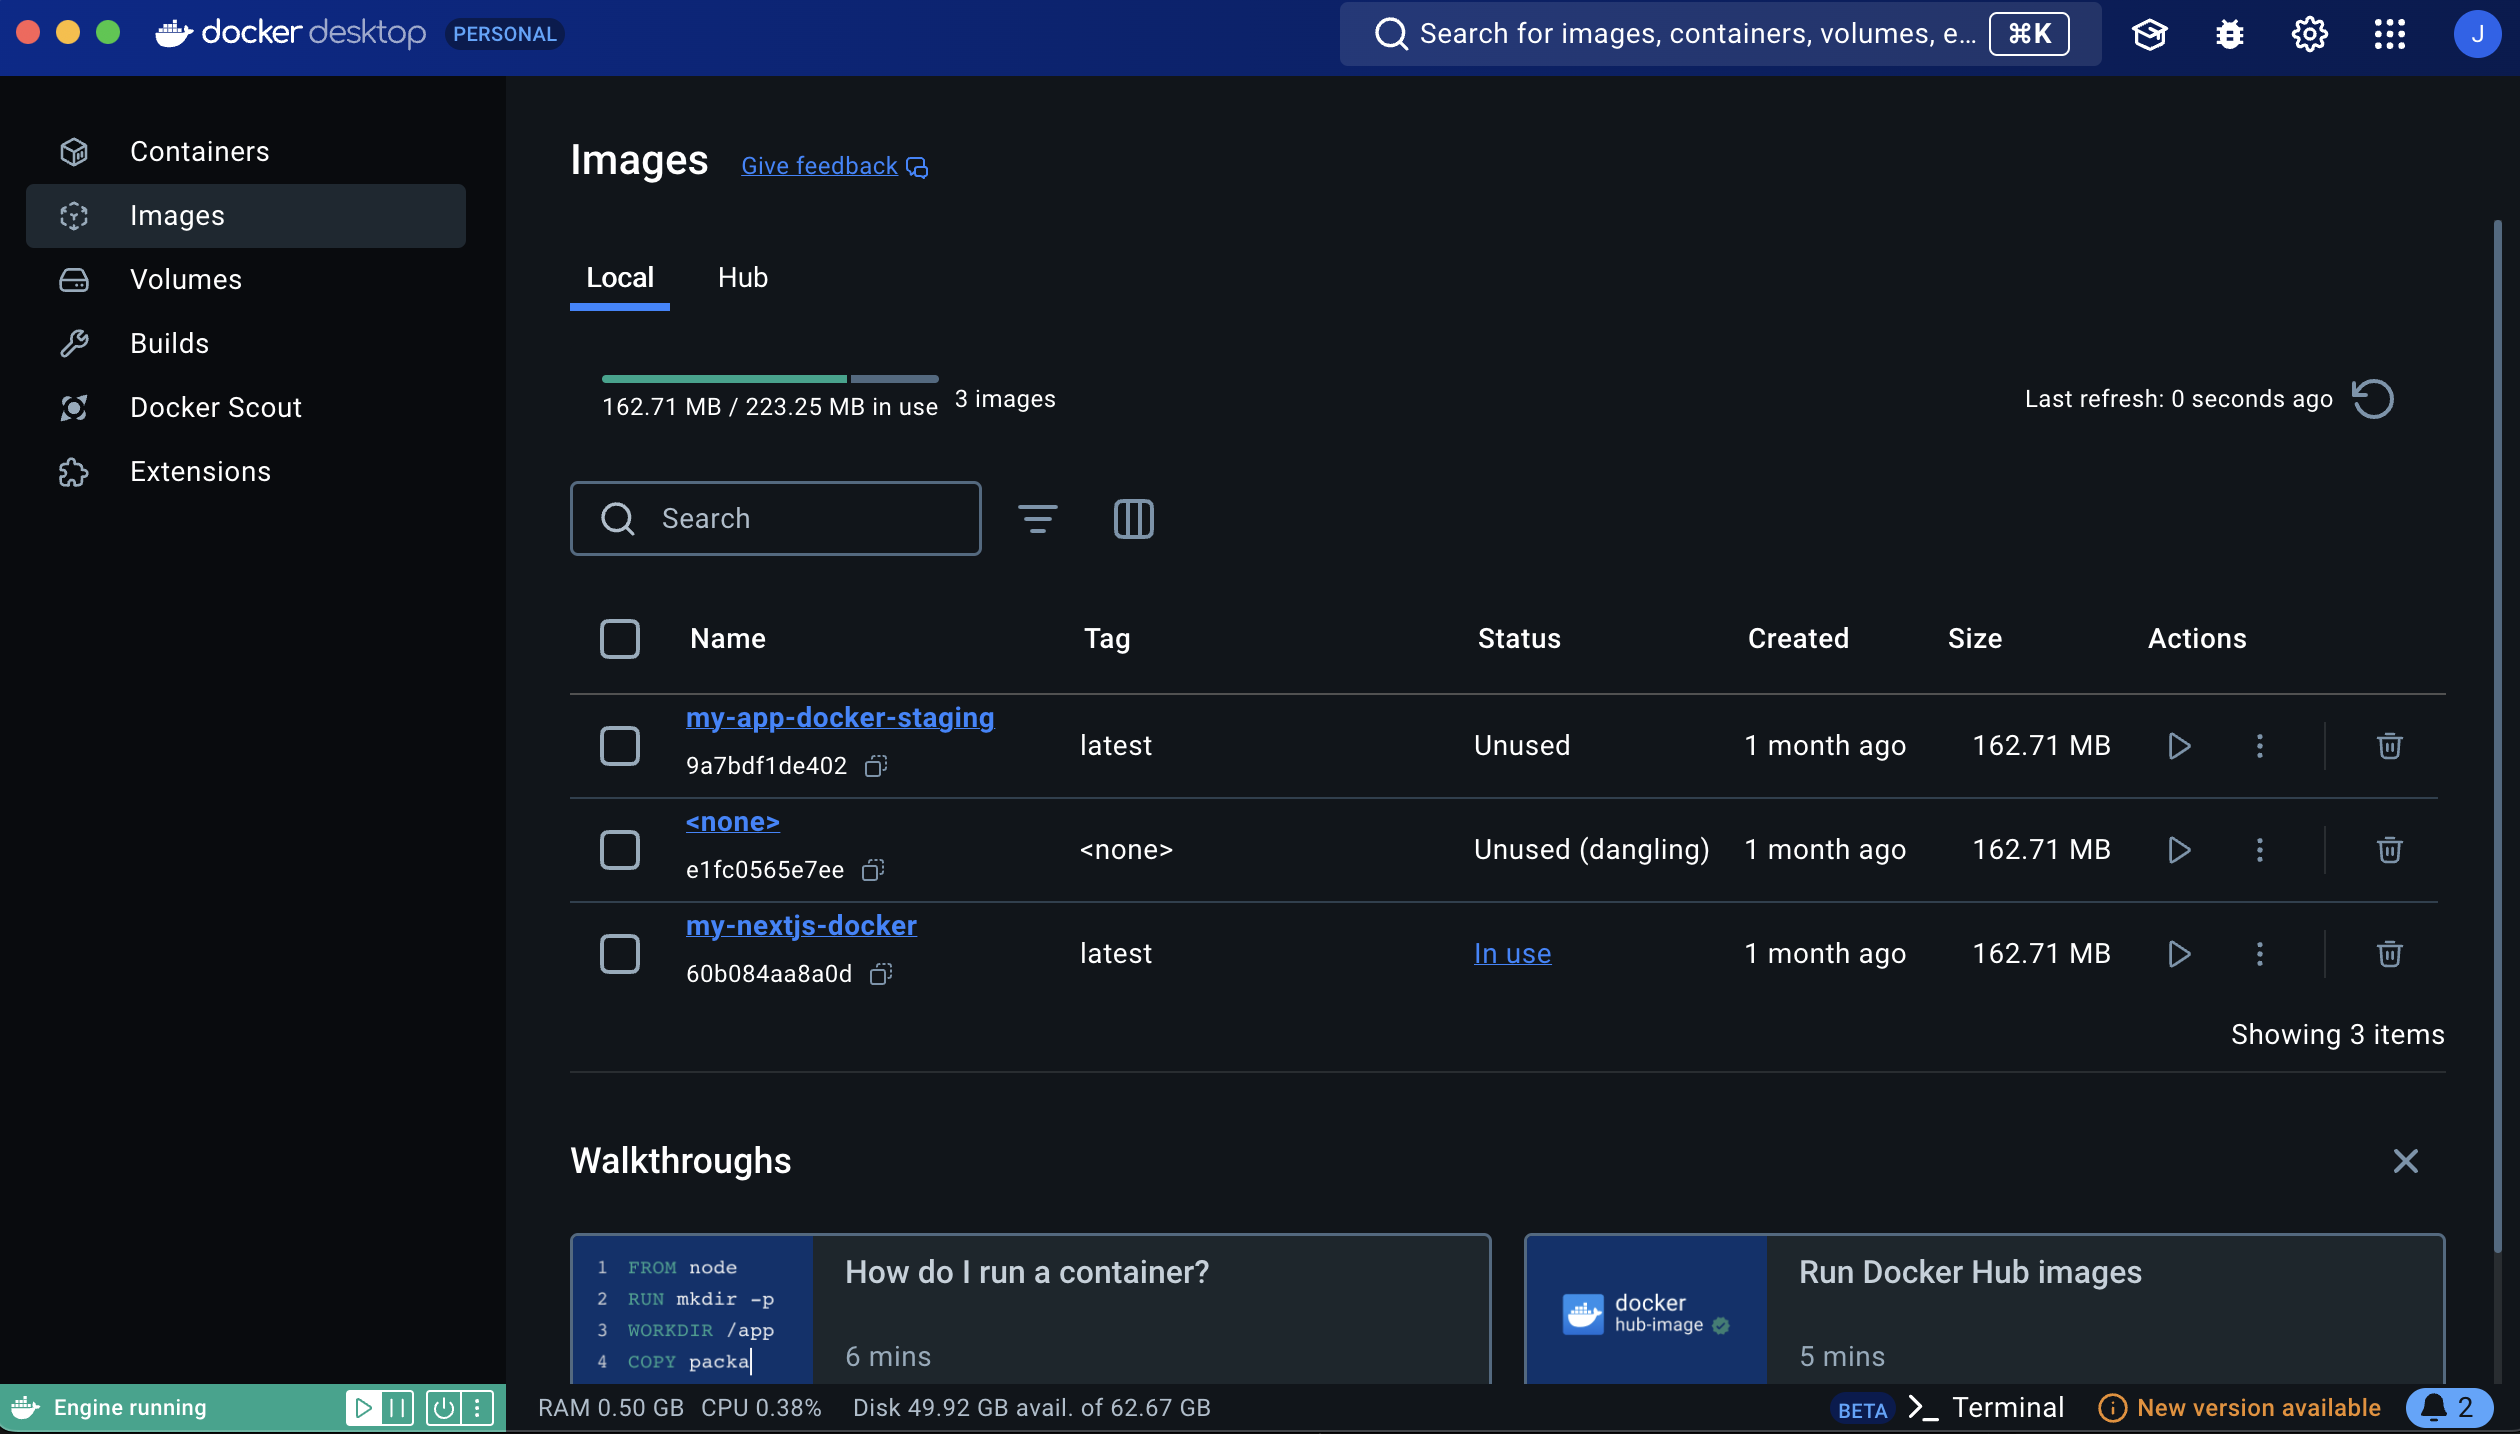 docker desktop PERSONAL
Search for images, containers, volumes, e... ⌘K
J
Containers
Images
Volumes
Builds
Docker Scout
Extensions
Images Give feedback
Local Hub
162.71 MB / 223.25 MB in use 3 images
Last refresh: 0 seconds ago
Search
Name Tag Status Created Size Actions
my-app-docker-staging
9a7bdf1de402
latest Unused 1 month ago 162.71 MB
<none>
e1fc0565e7ee
<none> Unused (dangling) 1 month ago 162.71 MB
my-nextjs-docker
60b084aa8a0d
latest In use 1 month ago 162.71 MB
Showing 3 items
Walkthroughs
1 FROM node
2 RUN mkdir -p
3 WORKDIR /app
4 COPY packa
How do I run a container?
6 mins
docker
hub-image
Run Docker Hub images
5 mins
Engine running
RAM 0.50 GB CPU 0.38% Disk 49.92 GB avail. of 62.67 GB
BETA >_ Terminal New version available 2